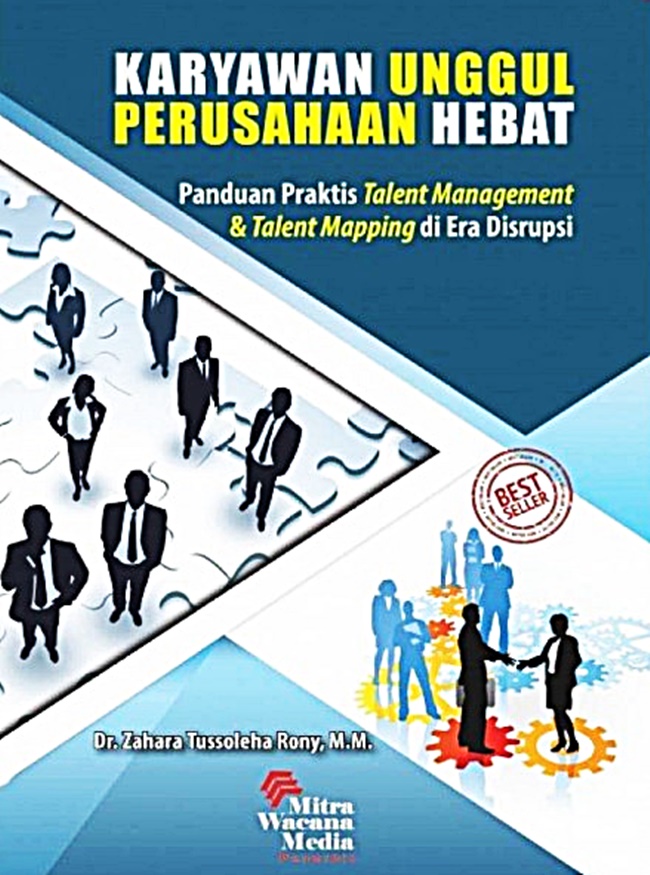 KARYAWAN UNGGUL
PERUSAHAAN HEBAT
Panduan Praktis Talent Management
& Talent Mapping di Era Disrupsi
BEST
SELLER
Dr. Zahara Tussoleha Rony, M.M.
Mitra
Wacana
Media